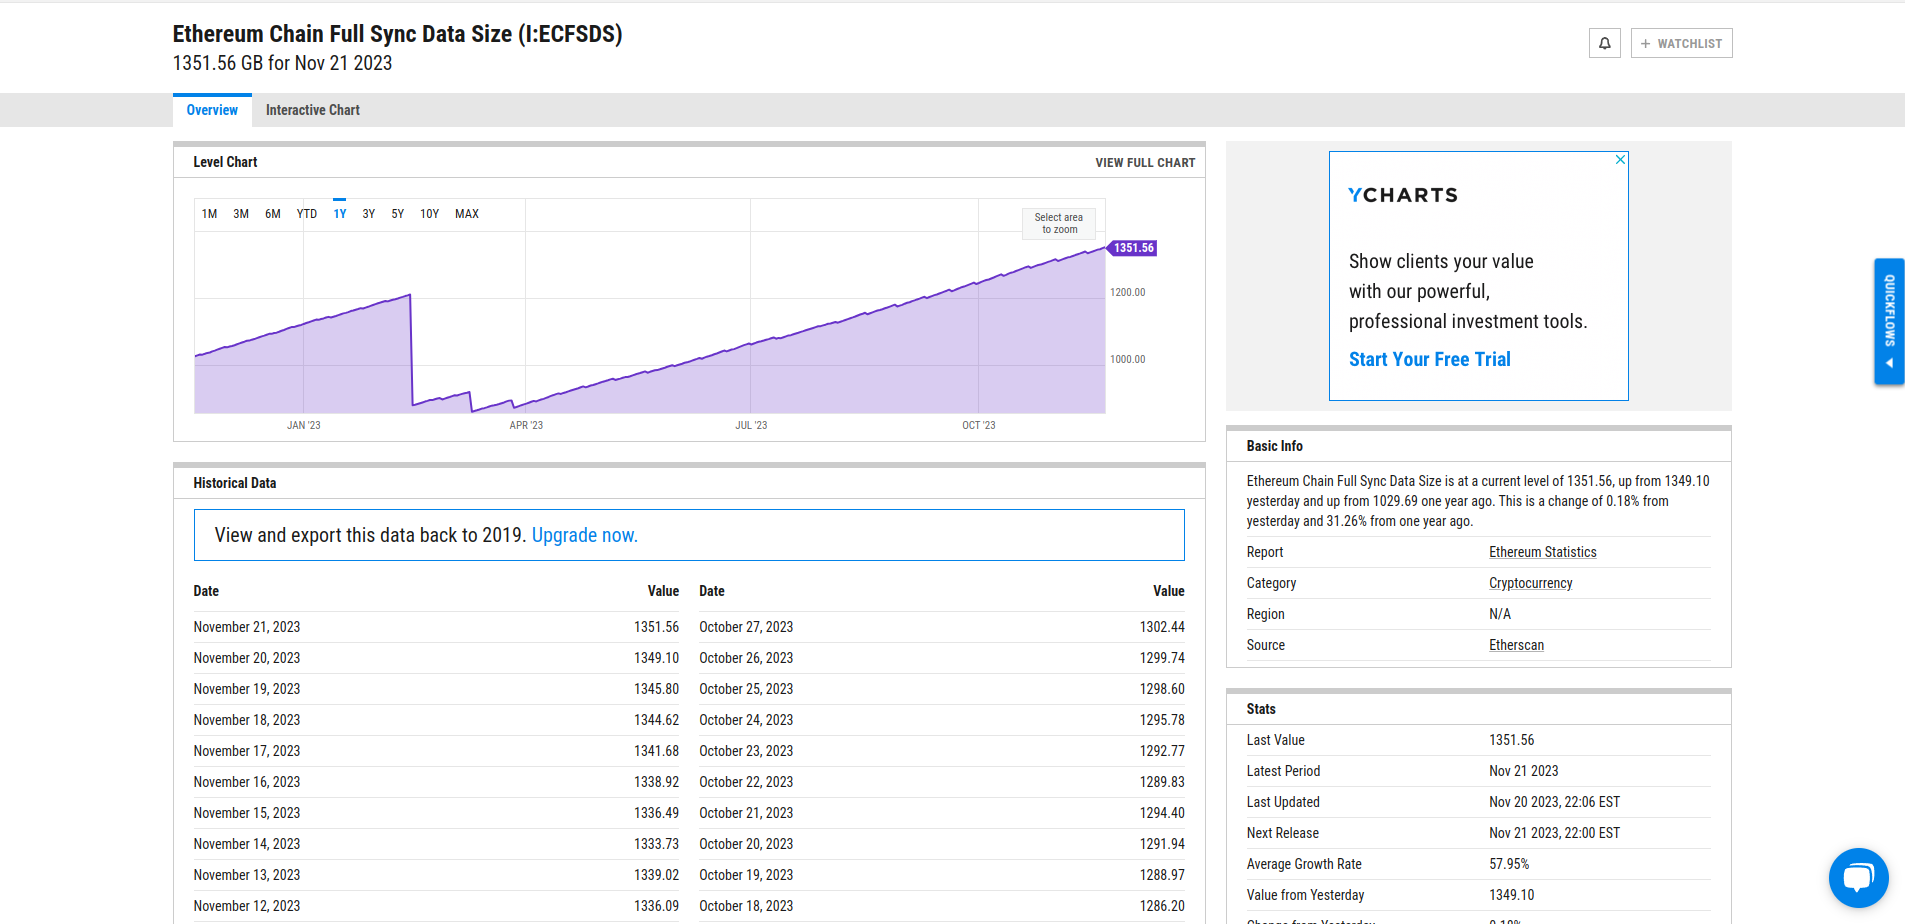 Ethereum Chain Full Sync Data Size (I:ECFSDS)
1351.56 GB for Nov 21 2023
+ WATCHLIST
Overview
Interactive Chart
Level Chart
VIEW FULL CHART
1M 3M 6M YTD 1Y 3Y 5Y 10Y MAX
Select area
to zoom
1351.56
1200.00
1000.00
JAN '23 APR '23 JUL '23 OCT '23
Historical Data
View and export this data back to 2019. Upgrade now.
Date Value Date Value
November 21, 2023 1351.56 October 27, 2023 1302.44
November 20, 2023 1349.10 October 26, 2023 1299.74
November 19, 2023 1345.80 October 25, 2023 1298.60
November 18, 2023 1344.62 October 24, 2023 1295.78
November 17, 2023 1341.68 October 23, 2023 1292.77
November 16, 2023 1338.92 October 22, 2023 1289.83
November 15, 2023 1336.49 October 21, 2023 1294.40
November 14, 2023 1333.73 October 20, 2023 1291.94
November 13, 2023 1339.02 October 19, 2023 1288.97
November 12, 2023 1336.09 October 18, 2023 1286.20
YCHARTS
Show clients your value
with our powerful,
professional investment tools.
Start Your Free Trial
QUICKFLOWS
Basic Info
Ethereum Chain Full Sync Data Size is at a current level of 1351.56, up from 1349.10
yesterday and up from 1029.69 one year ago. This is a change of 0.18% from
yesterday and 31.26% from one year ago.
Report Ethereum Statistics
Category Cryptocurrency
Region N/A
Source Etherscan
Stats
Last Value 1351.56
Latest Period Nov 21 2023
Last Updated Nov 20 2023, 22:06 EST
Next Release Nov 21 2023, 22:00 EST
Average Growth Rate 57.95%
Value from Yesterday 1349.10
Change from Yesterday 0.18%